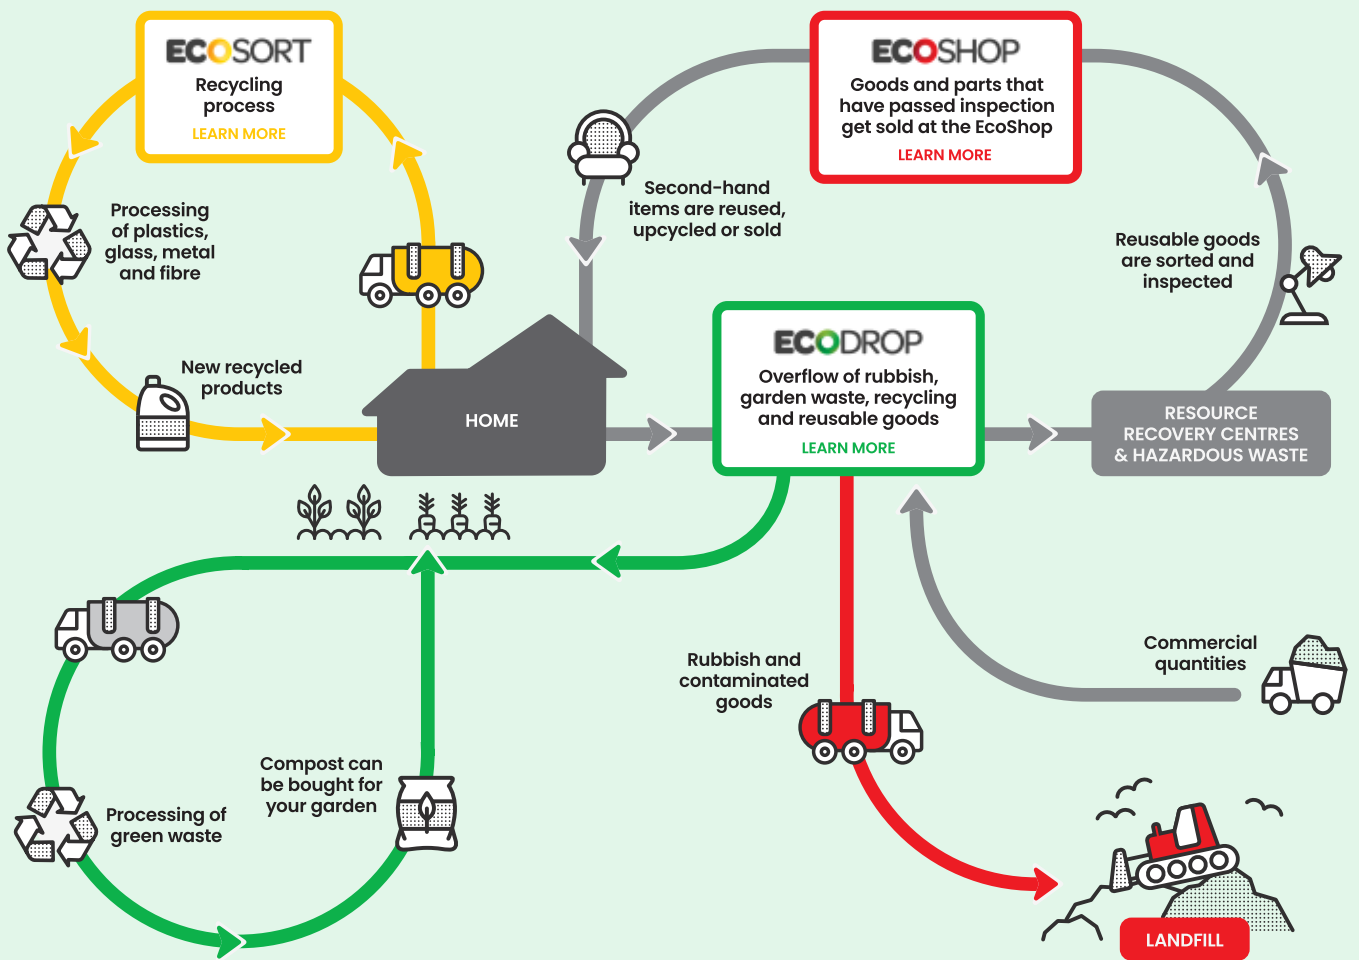 ECOSORT
Recycling
process
LEARN MORE
ECOSHOP
Goods and parts that
have passed inspection
get sold at the EcoShop
LEARN MORE
Second-hand
items are reused,
upcycled or sold
Processing
of plastics,
glass, metal
and fibre
Reusable goods
are sorted and
inspected
New recycled
products
HOME
ECODROP
Overflow of rubbish,
garden waste, recycling
and reusable goods
LEARN MORE
RESOURCE
RECOVERY CENTRES
& HAZARDOUS WASTE
Commercial
quantities
Rubbish and
contaminated
goods
Compost can
be bought for
your garden
Processing of
green waste
LANDFILL